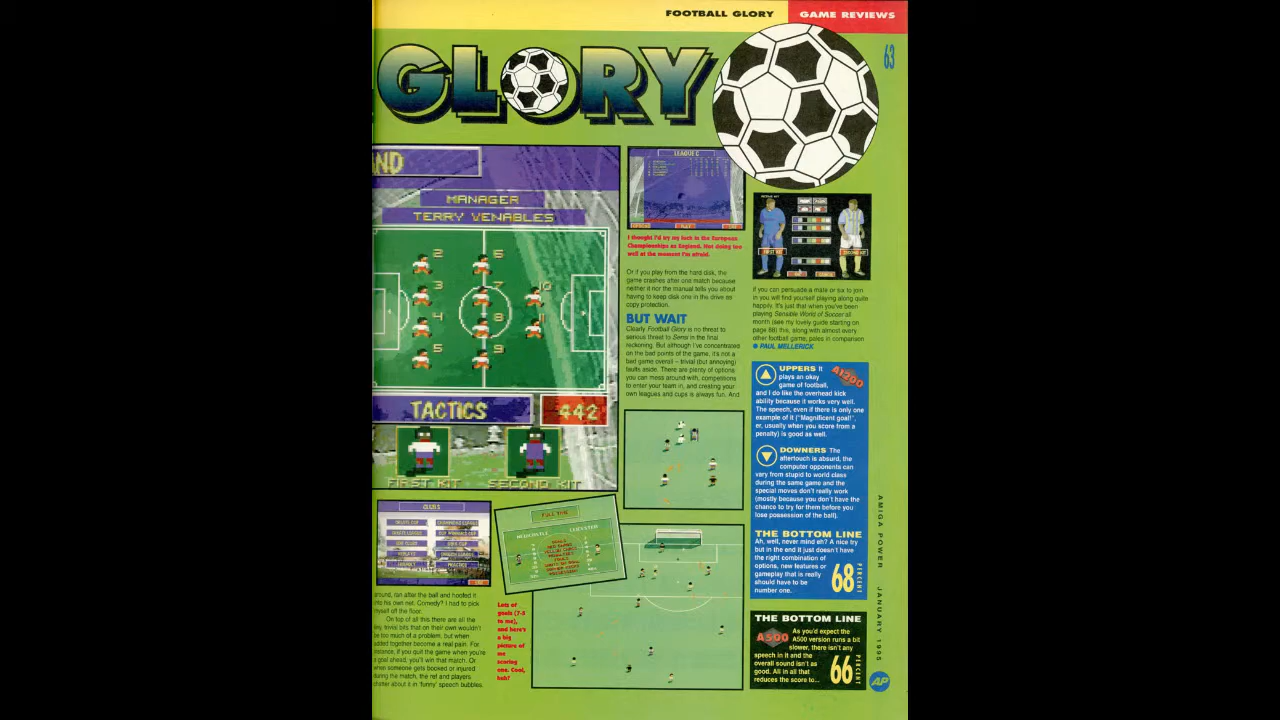 FOOTBALL GLORY
GAME REVIEWS
63
GLORY
ND
MANAGER
TERRY VENABLES
2
3
4
5
6
7
8
9
10
11
TACTICS
442
FIRST KIT
SECOND KIT
CLUBS
around, ran after the ball and hoofed it
into his own net. Comedy? I had to pick
myself off the floor.
On top of all this there are all the
tiny, trivial bits that on their own wouldn't
be too much of a problem, but when
added together become a real pain. For
instance, if you quit the game when you're
a goal ahead, you'll win that match. Or
when someone gets booked or injured
during the match, the ref and players
chatter about it in 'funny' speech bubbles.
LEAGUE C
I thought I'd try my luck in the European
Championships as England. Not doing too
well at the moment I'm afraid.
Or if you play from the hard disk, the
game crashes after one match because
neither it nor the manual tells you about
having to keep disk one in the drive as
copy protection.
BUT WAIT
Clearly Football Glory is no threat to
serious threat to Sensi in the final
reckoning. But although I've concentrated
on the bad points of the game, it's not a
bad game overall – trivial (but annoying)
faults aside. There are plenty of options
you can mess around with, competitions
to enter your team in, and creating your
own leagues and cups is always fun. And
FULL TIME
LEICESTER
Lots of
goals (7-5
to me),
and here's
a big
picture of
me
scoring
one. Cool,
huh?
FIRST KIT
SECOND KIT
if you can persuade a mate or six to join
in you will find yourself playing along quite
happily. It's just that when you've been
playing Sensible World of Soccer all
month (see my lovely guide starting on
page 88) this, along with almost every
other football game, pales in comparison
● PAUL MELLERICK
A1200
UPPERS It
plays an okay
game of football,
and I do like the overhead kick
ability because it works very well.
The speech, even if there is only one
example of it ("Magnificent goal!",
er, usually when you score from a
penalty) is good as well.
DOWNERS The
aftertouch is absurd, the
computer opponents can
vary from stupid to world class
during the same game and the
special moves don't really work
(mostly because you don't have the
chance to try for them before you
lose possession of the ball).
THE BOTTOM LINE
Ah, well, never mind eh? A nice try
but in the end it just doesn't have
the right combination of
options, new features or
gameplay that is really
should have to be
number one.
68 PERCENT
THE BOTTOM LINE
A500
As you'd expect the
A500 version runs a bit
slower, there isn't any
speech in it and the
overall sound isn't as
good. All in all that
reduces the score to...
66 PERCENT
AMIGA POWER JANUARY 1995
AP